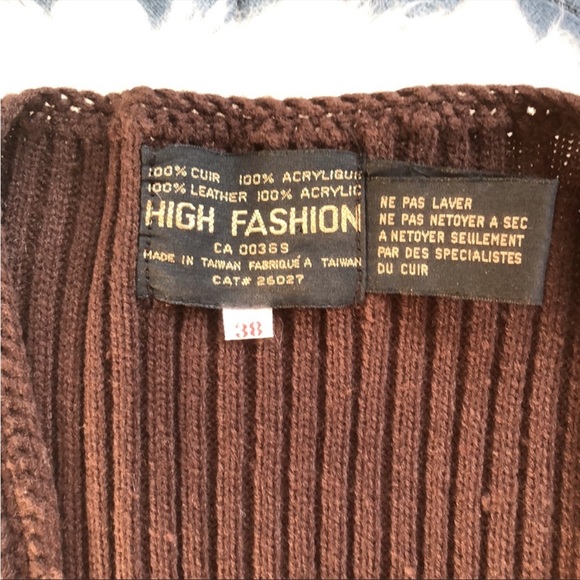 100% CUIR 100% ACRYLIQUE
100% LEATHER 100% ACRYLIC
HIGH FASHION
CA 00369
MADE IN TAIWAN FABRIQUÉ A TAIWAN
CAT# 26027
38
NE PAS LAVER
NE PAS NETOYER A SEC
A NETOYER SEULEMENT
PAR DES SPECIALISTES
DU CUIR